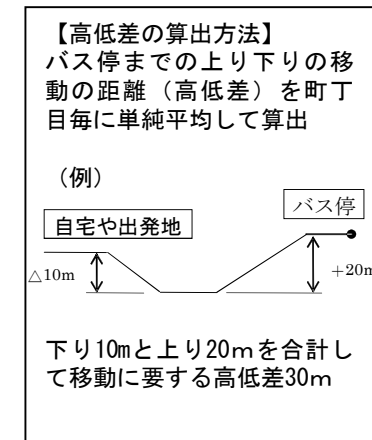 【高低差の算出方法】
バス停までの上り下りの移
動の距離（高低差）を町丁
目毎に単純平均して算出
（例）
バス停
自宅や出発地
△10m
+20m
下り10mと上り20ｍを合計し
て移動に要する高低差30ｍ